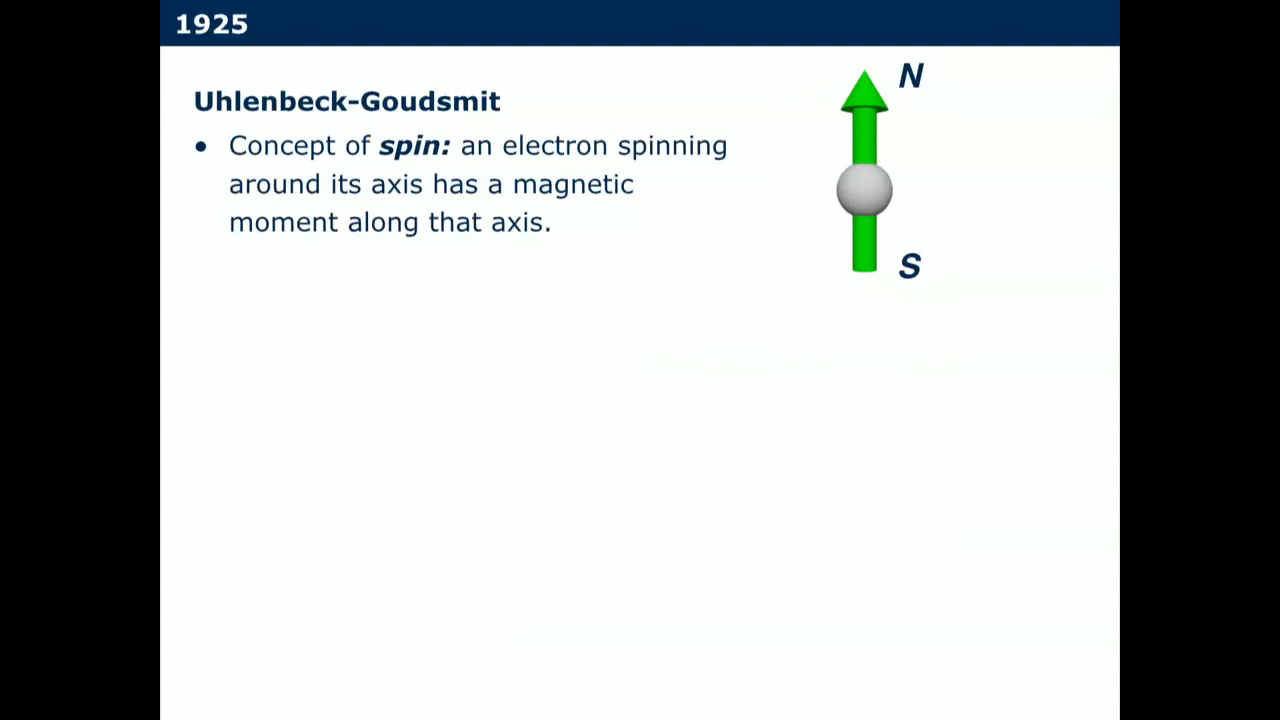 1925
N
Uhlenbeck-Goudsmit
• Concept of spin: an electron spinning
around its axis has a magnetic
moment along that axis.
S